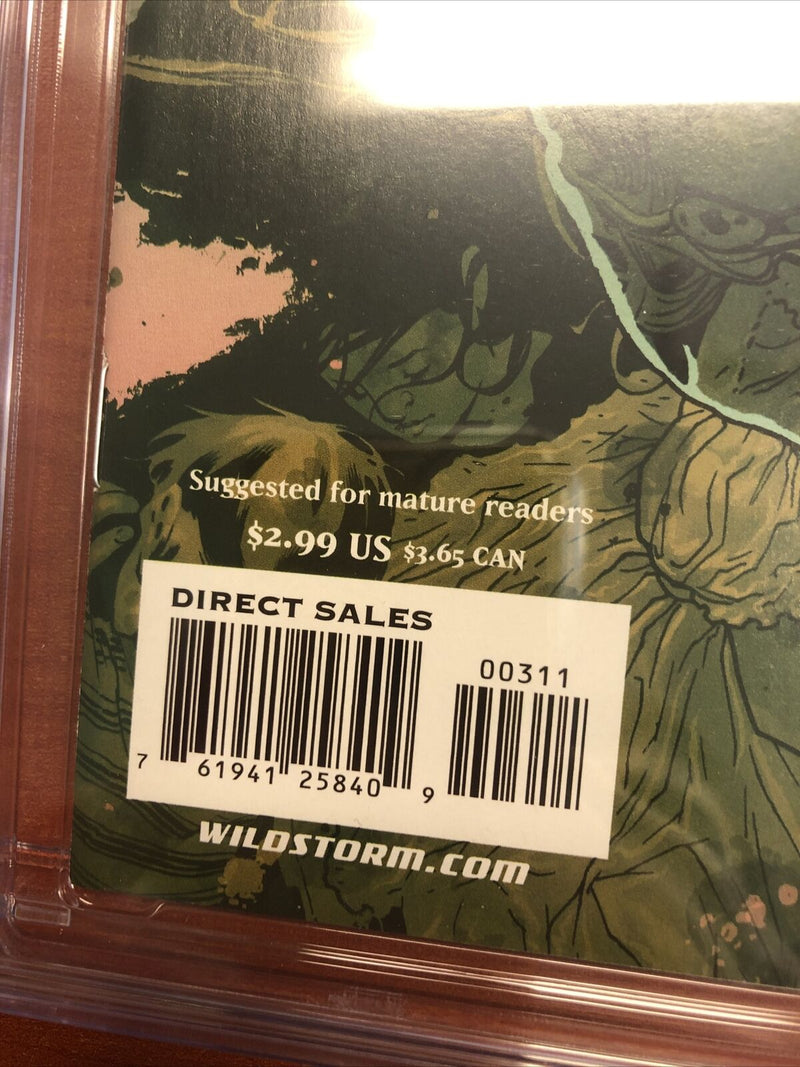 Suggested for mature readers
$2.99 US $3.65 CAN
DIRECT SALES
00311
7 61941 25840 9
WILDSTORM.COM